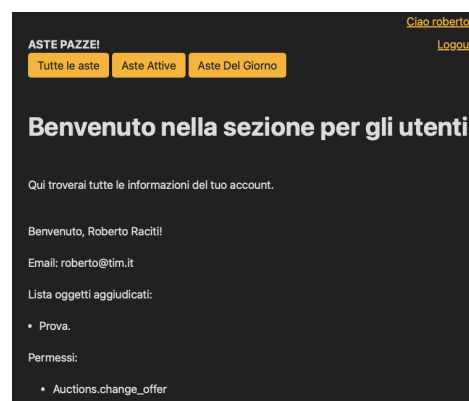 Ciao roberto
ASTE PAZZE!
Logou
Tutte le aste Aste Attive Aste Del Giorno
Benvenuto nella sezione per gli utenti
Qui troverai tutte le informazioni del tuo account.
Benvenuto, Roberto Raciti!
Email: roberto@tim.it
Lista oggetti aggiudicati:
• Prova.
Permessi:
• Auctions.change_offer